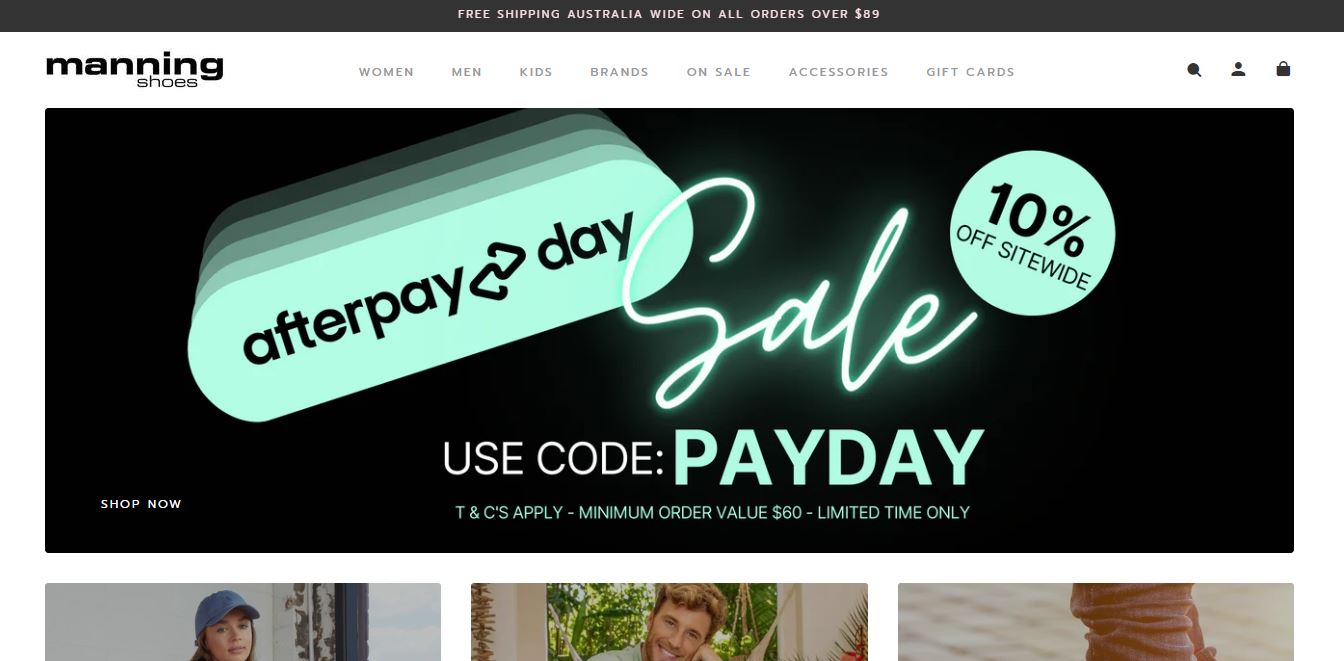 FREE SHIPPING AUSTRALIA WIDE ON ALL ORDERS OVER $89
manning
shoes
WOMEN MEN KIDS BRANDS ON SALE ACCESSORIES GIFT CARDS
afterpay day
Sale
10%
OFF SITEWIDE
USE CODE: PAYDAY
SHOP NOW
T & C'S APPLY - MINIMUM ORDER VALUE $60 - LIMITED TIME ONLY